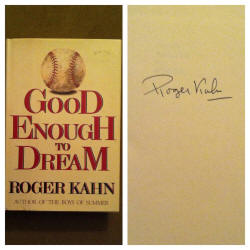 GOOD
ENOUGH
TO
DREAM
ROGER KAHN
AUTHOR OF THE BOYS OF SUMMER
Roger Kahn